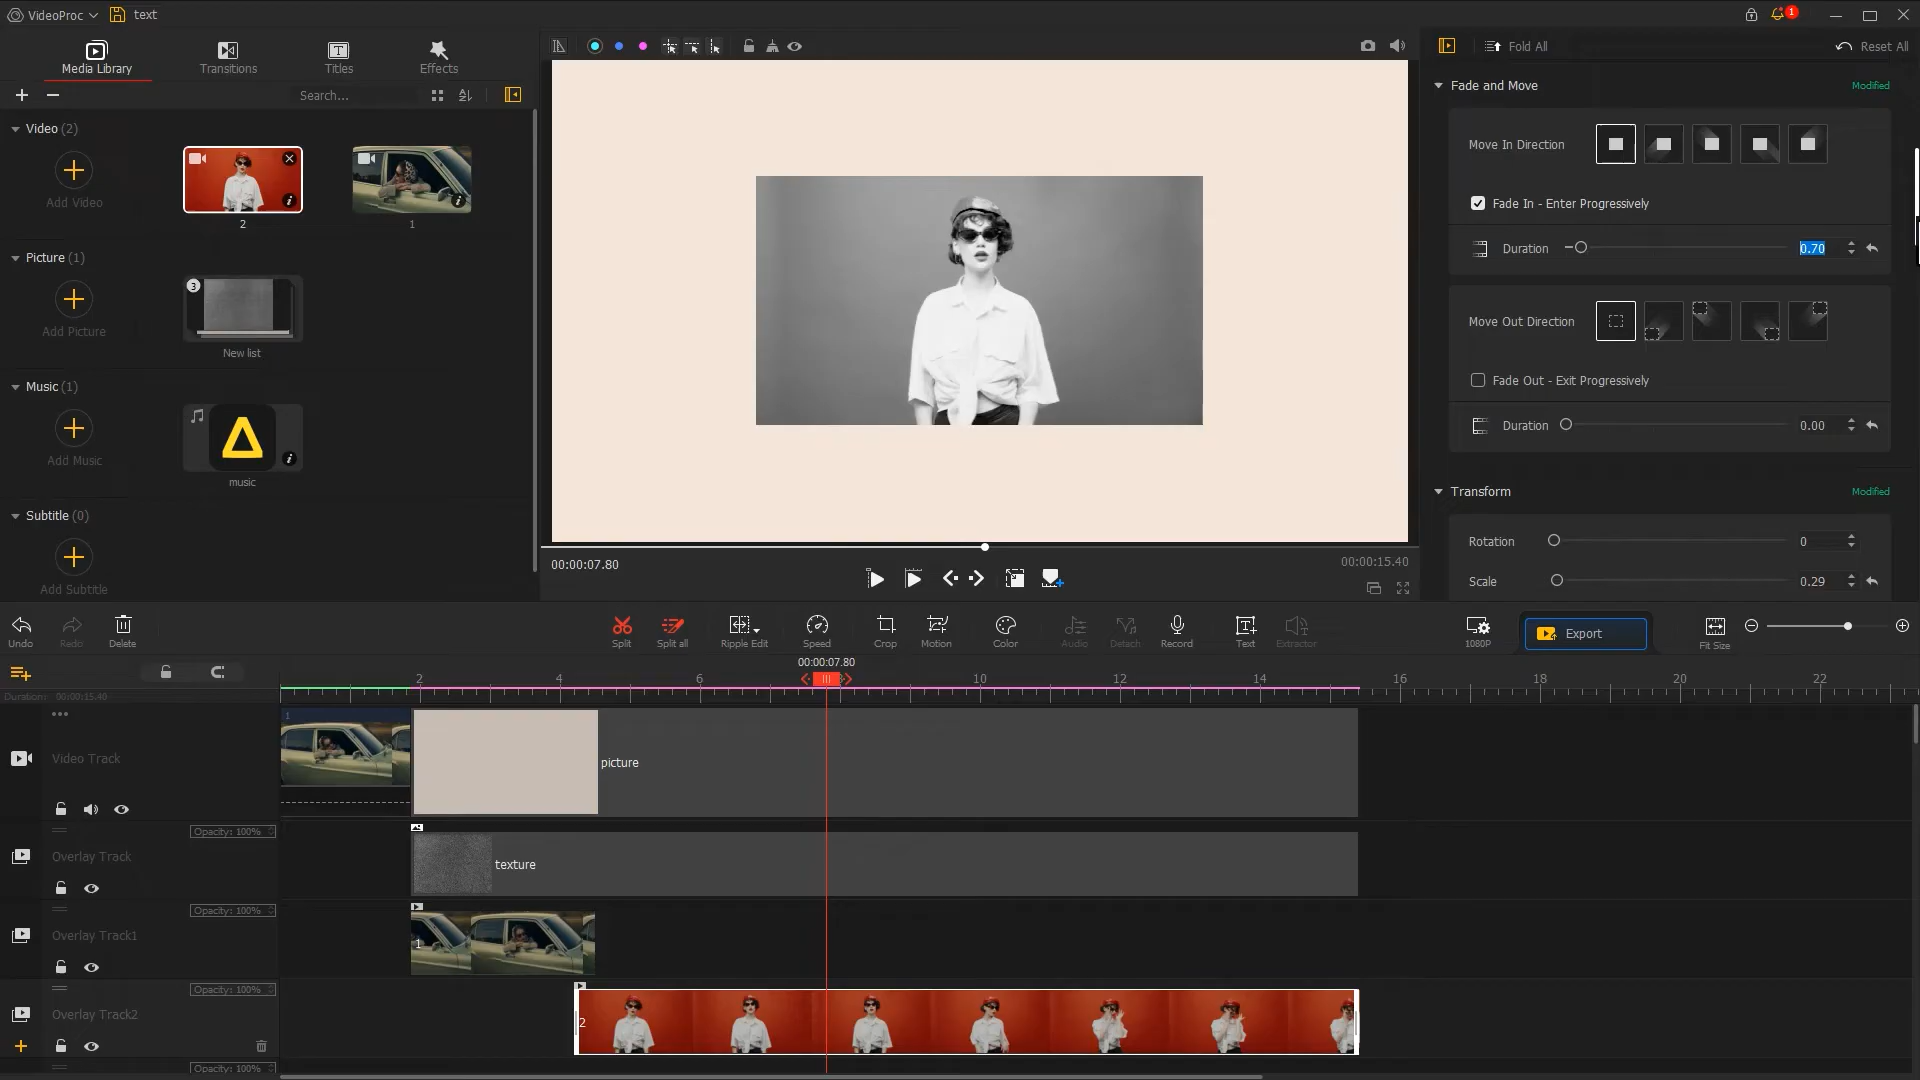 VideoProc text 1
Media Library Transitions Titles Effects
Search...
Fold All Reset All
Fade and Move Modified
Video (2)
Move In Direction
Add Video 2 1
Fade In - Enter Progressively
Duration 0.70
Picture (1)
3
Add Picture New list
Move Out Direction
Music (1)
Fade Out - Exit Progressively
Duration 0.00
Add Music music
Subtitle (0)
Transform Modified
Rotation 0
00:00:07.80 00:00:15.40
Scale 0.29
Add Subtitle
Undo Redo Delete Split Split all Ripple Edit Speed Crop Motion Color Audio Detach Record Text Extractor 1080P Export Fit Size
00:00:07.80
2 4 6 10 12 14 16 18 20 22
Duration: 00:00:15.40
1
Video Track picture
Opacity: 100%
Overlay Track texture
Opacity: 100%
Overlay Track1 1
Opacity: 100%
Overlay Track2 2
Opacity: 100%